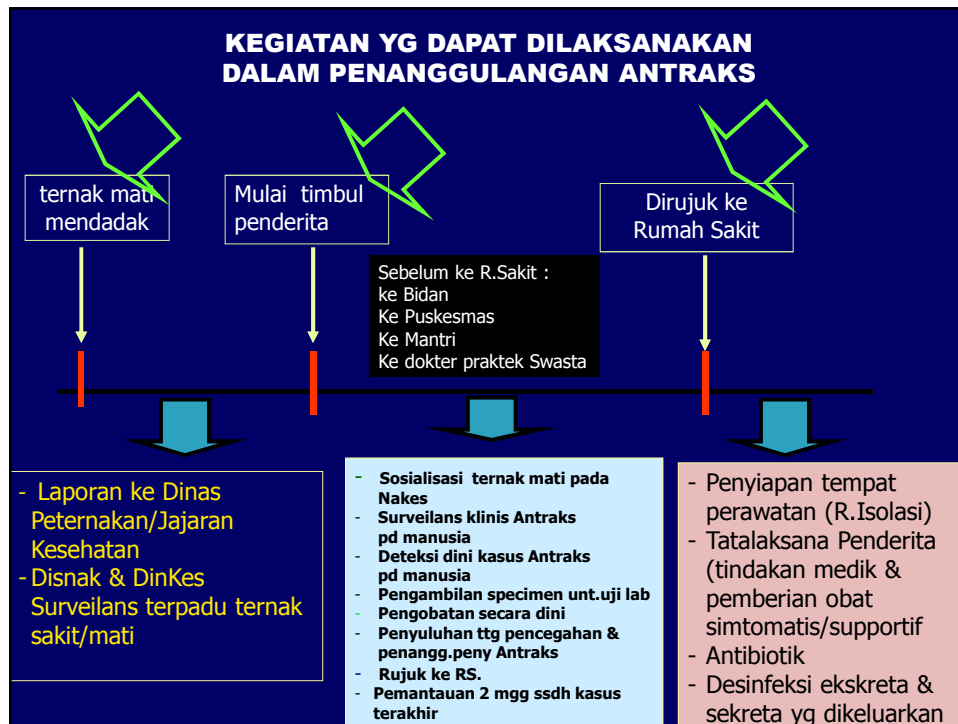 KEGIATAN YG DAPAT DILAKSANAKAN
DALAM PENANGGULANGAN ANTRAKS
ternak mati
mendadak
Mulai timbul
penderita
Dirujuk ke
Rumah Sakit
Sebelum ke R.Sakit :
ke Bidan
Ke Puskesmas
Ke Mantri
Ke dokter praktek Swasta
- Laporan ke Dinas
Peternakan/Jajaran
Kesehatan
- Disnak & DinKes
Surveilans terpadu ternak
sakit/mati
- Sosialisasi ternak mati pada
Nakes
- Surveilans klinis Antraks
pd manusia
- Deteksi dini kasus Antraks
pd manusia
- Pengambilan specimen unt.uji lab
- Pengobatan secara dini
- Penyuluhan ttg pencegahan &
penangg.peny Antraks
- Rujuk ke RS.
- Pemantauan 2 mgg ssdh kasus
terakhir
- Penyiapan tempat
perawatan (R.Isolasi)
- Tatalaksana Penderita
(tindakan medik &
pemberian obat
simtomatis/supportif
- Antibiotik
- Desinfeksi ekskreta &
sekreta yg dikeluarkan